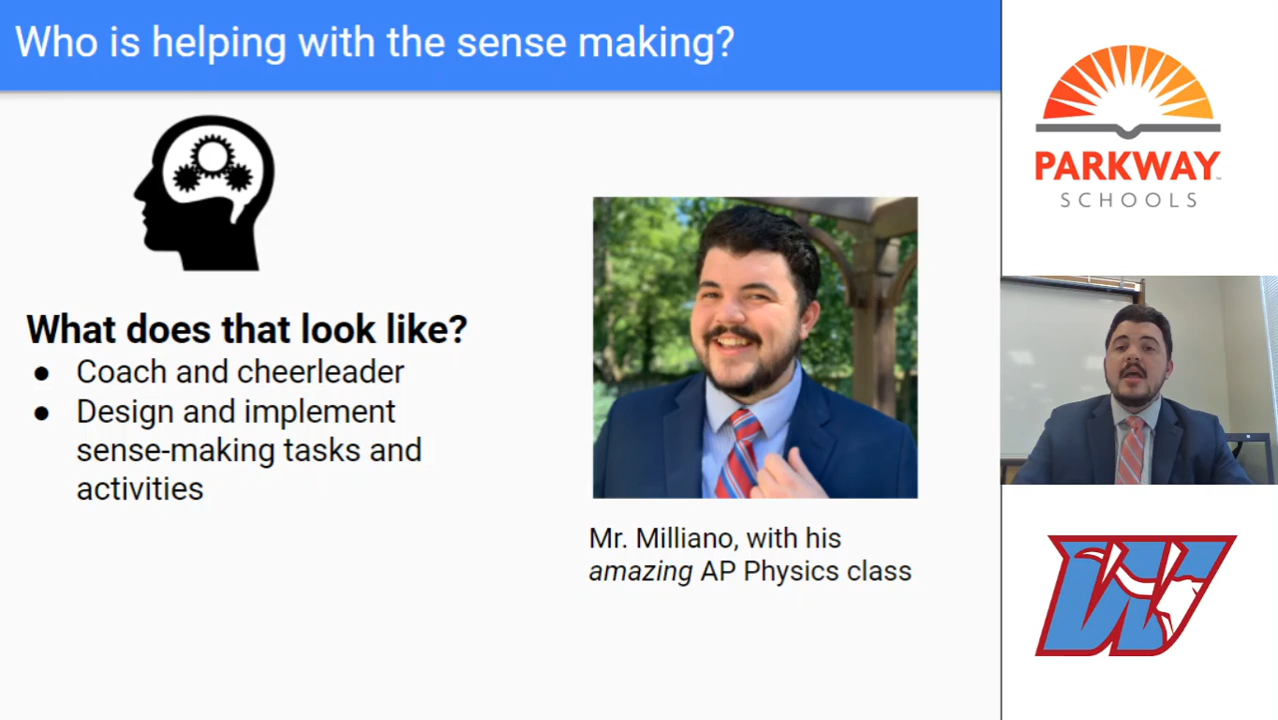 Who is helping with the sense making?
What does that look like?
● Coach and cheerleader
● Design and implement
sense-making tasks and
activities
Mr. Milliano, with his
amazing AP Physics class
PARKWAY
SCHOOLS
W